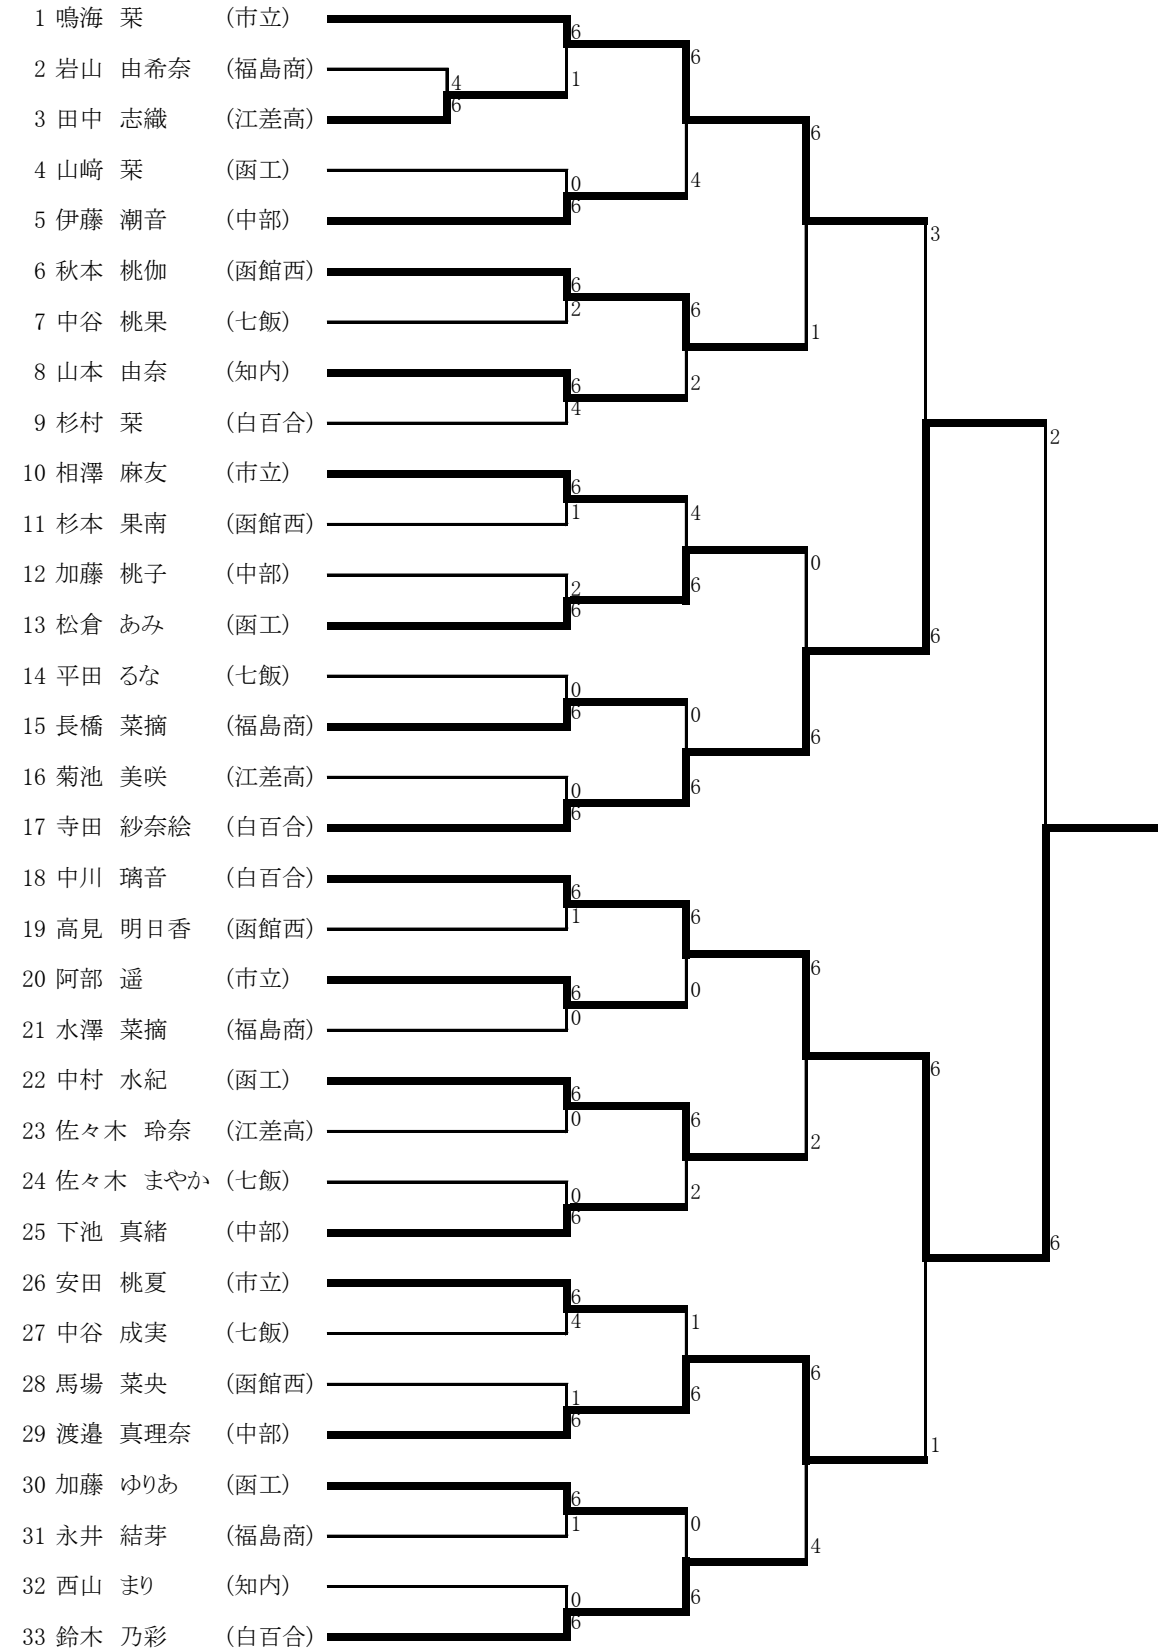 1 鳴海 栞 (市立)
6
6
2 岩山 由希奈 (福島商)
4
1
3 田中 志織 (江差高)
6
6
4 山﨑 栞 (函工)
0
4
5 伊藤 潮音 (中部)
6
3
6 秋本 桃伽 (函館西)
6
6
7 中谷 桃果 (七飯)
2
1
8 山本 由奈 (知内)
6
2
9 杉村 栞 (白百合)
4
2
10 相澤 麻友 (市立)
6
4
11 杉本 果南 (函館西)
1
0
12 加藤 桃子 (中部)
2
6
13 松倉 あみ (函工)
6
6
14 平田 るな (七飯)
0
0
15 長橋 菜摘 (福島商)
6
6
16 菊池 美咲 (江差高)
0
6
17 寺田 紗奈絵 (白百合)
6
18 中川 璃音 (白百合)
6
6
19 高見 明日香 (函館西)
1
6
20 阿部 遥 (市立)
6
0
21 水澤 菜摘 (福島商)
0
6
22 中村 水紀 (函工)
6
6
23 佐々木 玲奈 (江差高)
0
2
24 佐々木 まやか (七飯)
0
2
25 下池 真緒 (中部)
6
6
26 安田 桃夏 (市立)
6
1
27 中谷 成実 (七飯)
4
6
28 馬場 菜央 (函館西)
1
6
29 渡邉 真理奈 (中部)
6
1
30 加藤 ゆりあ (函工)
6
0
31 永井 結芽 (福島商)
1
4
32 西山 まり (知内)
0
6
33 鈴木 乃彩 (白百合)
6